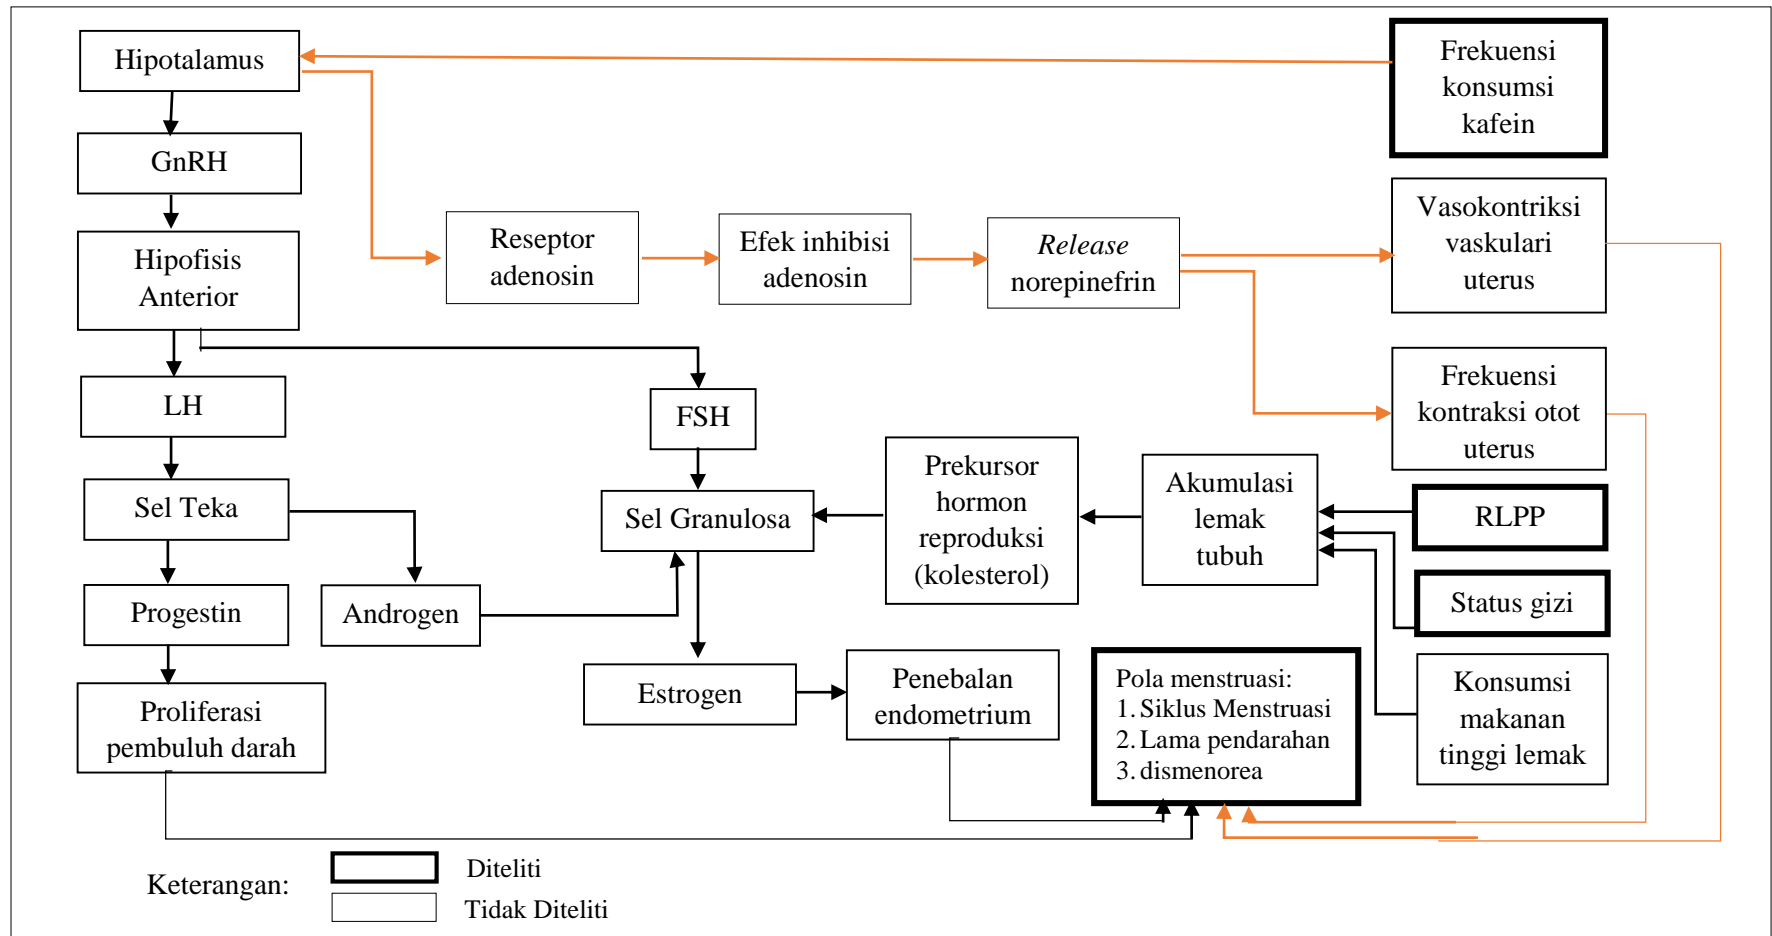 Hipotalamus
Frekuensi
konsumsi
kafein
GnRH
Hipofisis
Anterior
Reseptor
adenosin
Efek inhibisi
adenosin
Release
norepinefrin
Vasokontriksi
vaskulari
uterus
LH
FSH
Frekuensi
kontraksi otot
uterus
Sel Teka
Sel Granulosa
Prekursor
hormon
reproduksi
(kolesterol)
Akumulasi
lemak
tubuh
RLPP
Status gizi
Progestin
Androgen
Konsumsi
makanan
tinggi lemak
Proliferasi
pembuluh darah
Estrogen
Penebalan
endometrium
Pola menstruasi:
1. Siklus Menstruasi
2. Lama pendarahan
3. dismenorea
Keterangan:
Diteliti
Tidak Diteliti